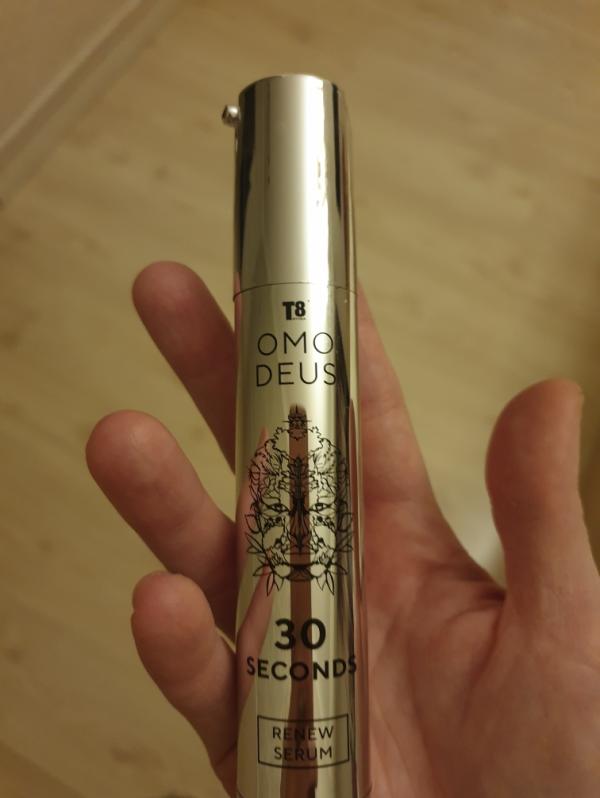 T8
OMO
DEUS
30
SECONDS
RENEW
SERUM